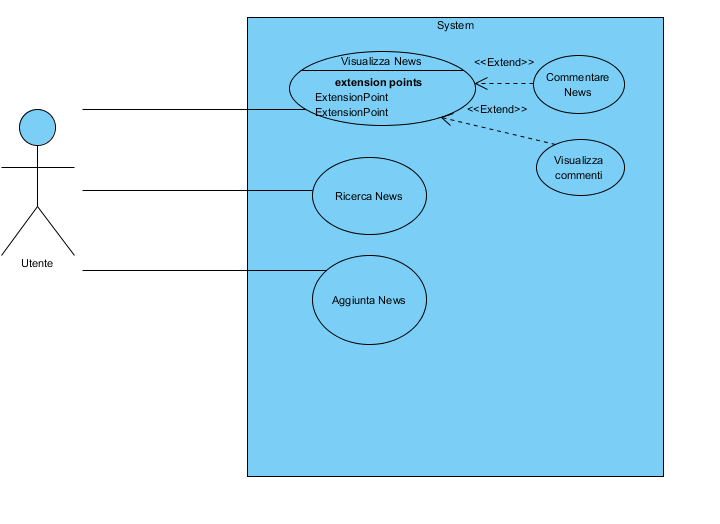 System
Visualizza News
extension points
ExtensionPoint
ExtensionPoint
<<Extend>>
Commentare
News
<<Extend>>
Visualizza
commenti
Ricerca News
Utente
Aggiunta News